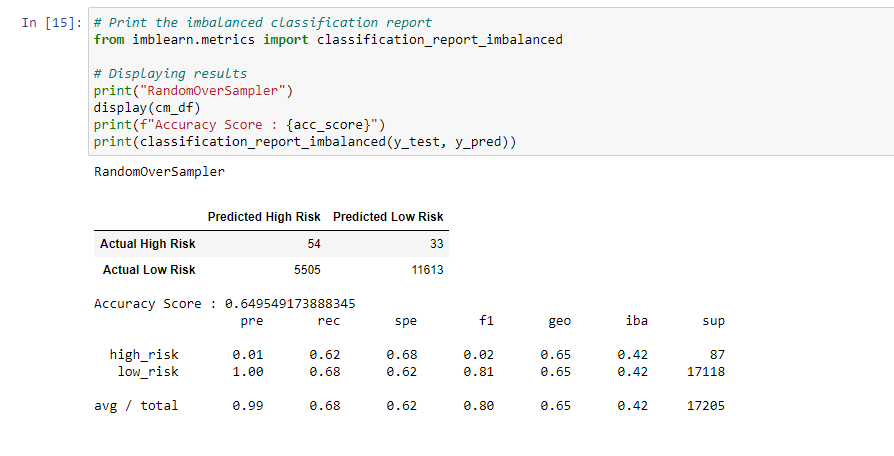 In [15]: # Print the imbalanced classification report
from imblearn.metrics import classification_report_imbalanced
# Displaying results
print("RandomOverSampler")
display(cm_df)
print(f"Accuracy Score : {acc_score}")
print(classification_report_imbalanced(y_test, y_pred))
RandomOverSampler
Predicted High Risk Predicted Low Risk
Actual High Risk 54 33
Actual Low Risk 5505 11613
Accuracy Score : 0.649549173888345
pre rec spe f1 geo iba sup
high_risk 0.01 0.62 0.68 0.02 0.65 0.42 87
low_risk 1.00 0.68 0.62 0.81 0.65 0.42 17118
avg / total 0.99 0.68 0.62 0.80 0.65 0.42 17205